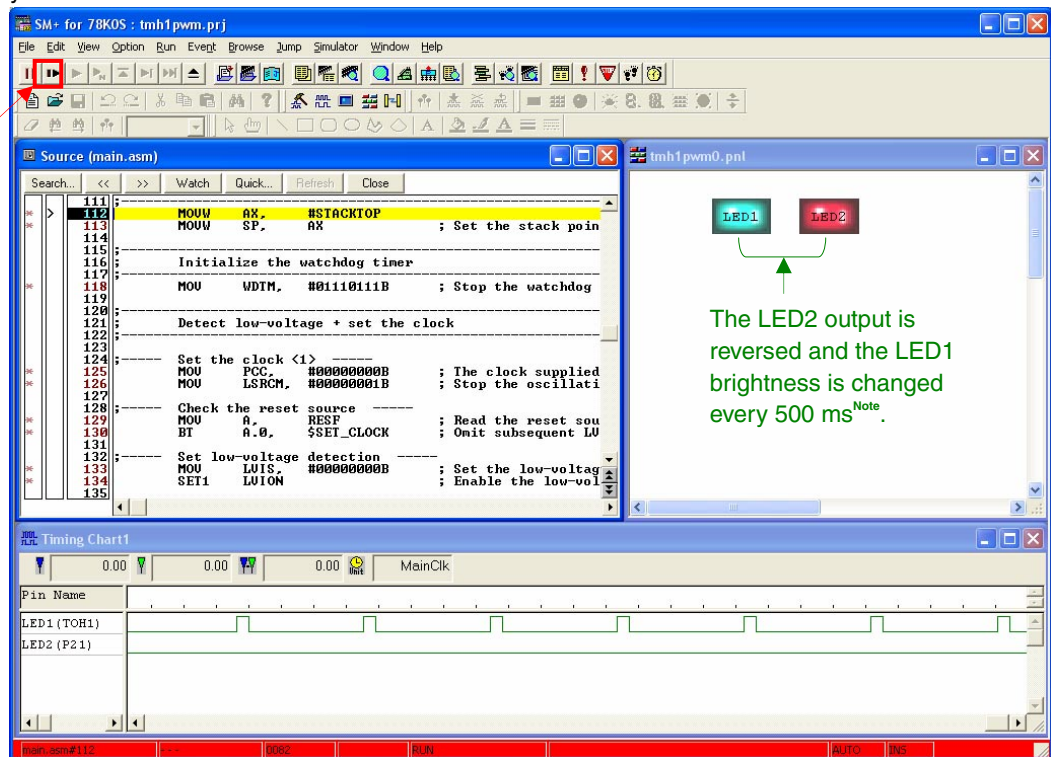 SM+ for 78K0S : tmh1pwm.prj
File Edit View Option Run Event Browse Jump Simulator Window Help
Source (main.asm)
Search... << >> Watch Quick... Refresh Close
111 ;
112 MOVW AX, #STACKTOP
113 MOVW SP, AX ; Set the stack poin
114
115 ;
116 ; Initialize the watchdog timer
117 ;
118 MOV WDTM, #01110111B ; Stop the watchdog
119
120 ;
121 ; Detect low-voltage + set the clock
122 ;
123
124 ;----- Set the clock <1> -----
125 MOV PCC, #00000000B ; The clock supplied
126 MOV LSRCM, #00000001B ; Stop the oscillati
127
128 ;----- Check the reset source -----
129 MOV A, RESF ; Read the reset sou
130 BT A.0, $SET_CLOCK ; Omit subsequent LV
131
132 ;----- Set low-voltage detection -----
133 MOV LVIS, #00000000B ; Set the low-voltag
134 SET1 LVION ; Enable the low-vol
135
tmh1pwm0.pnl
LED1 LED2
The LED2 output is
reversed and the LED1
brightness is changed
every 500 ms Note.
Timing Chart1
0.00 0.00 0.00 Unit MainClk
Pin Name
LED1(TOH1)
LED2(P21)
main.asm#112 --- 0082 RUN AUTO INS